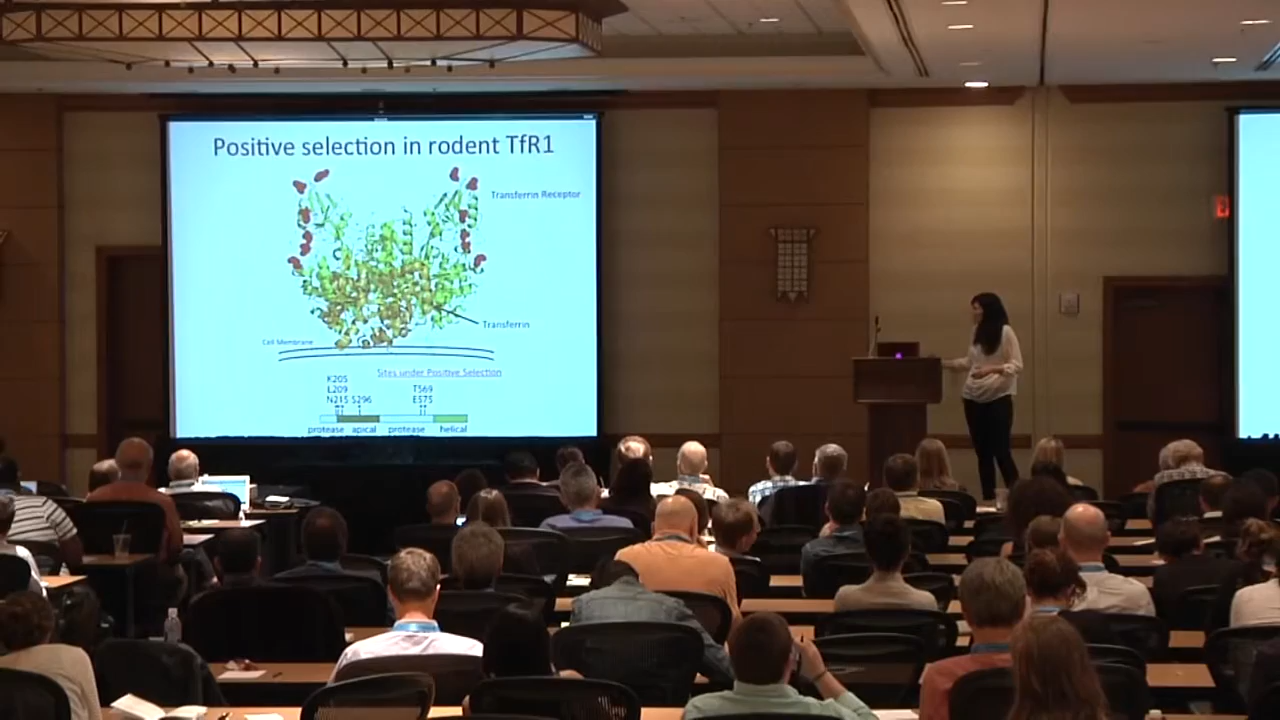 Positive selection in rodent TfR1
Transferrin Receptor
Transferrin
Cell Membrane
Sites under Positive Selection
K205
L209
N215 S296
T569
E575
protease apical protease helical